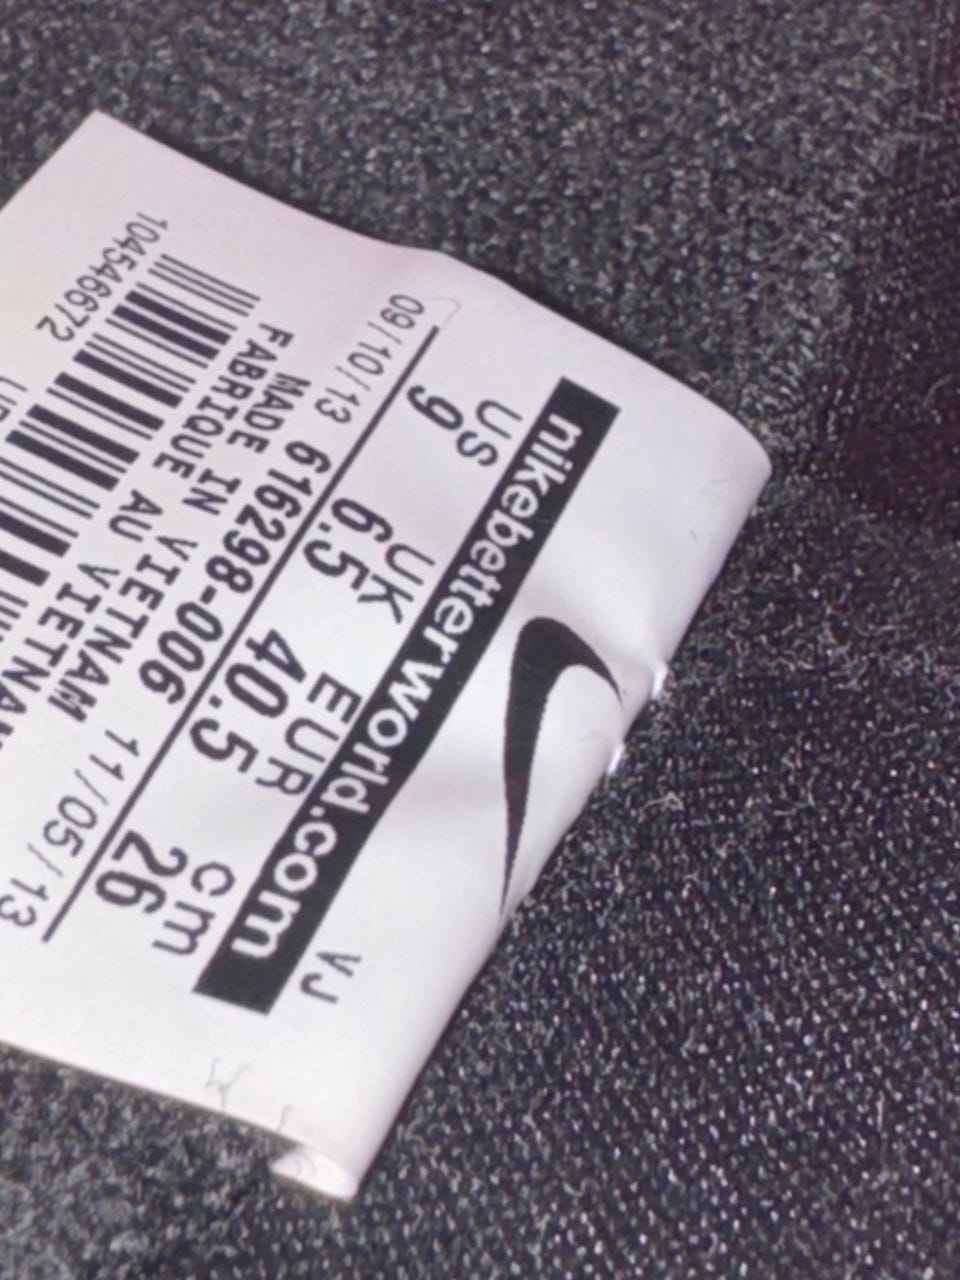 VJ
nikebetterworld.com
US UK EUR cm
9 6.5 40.5 26
09/10/13 616298-006 11/05/13
MADE IN VIETNAM
FABRIQUE AU VIETNAM
104546672